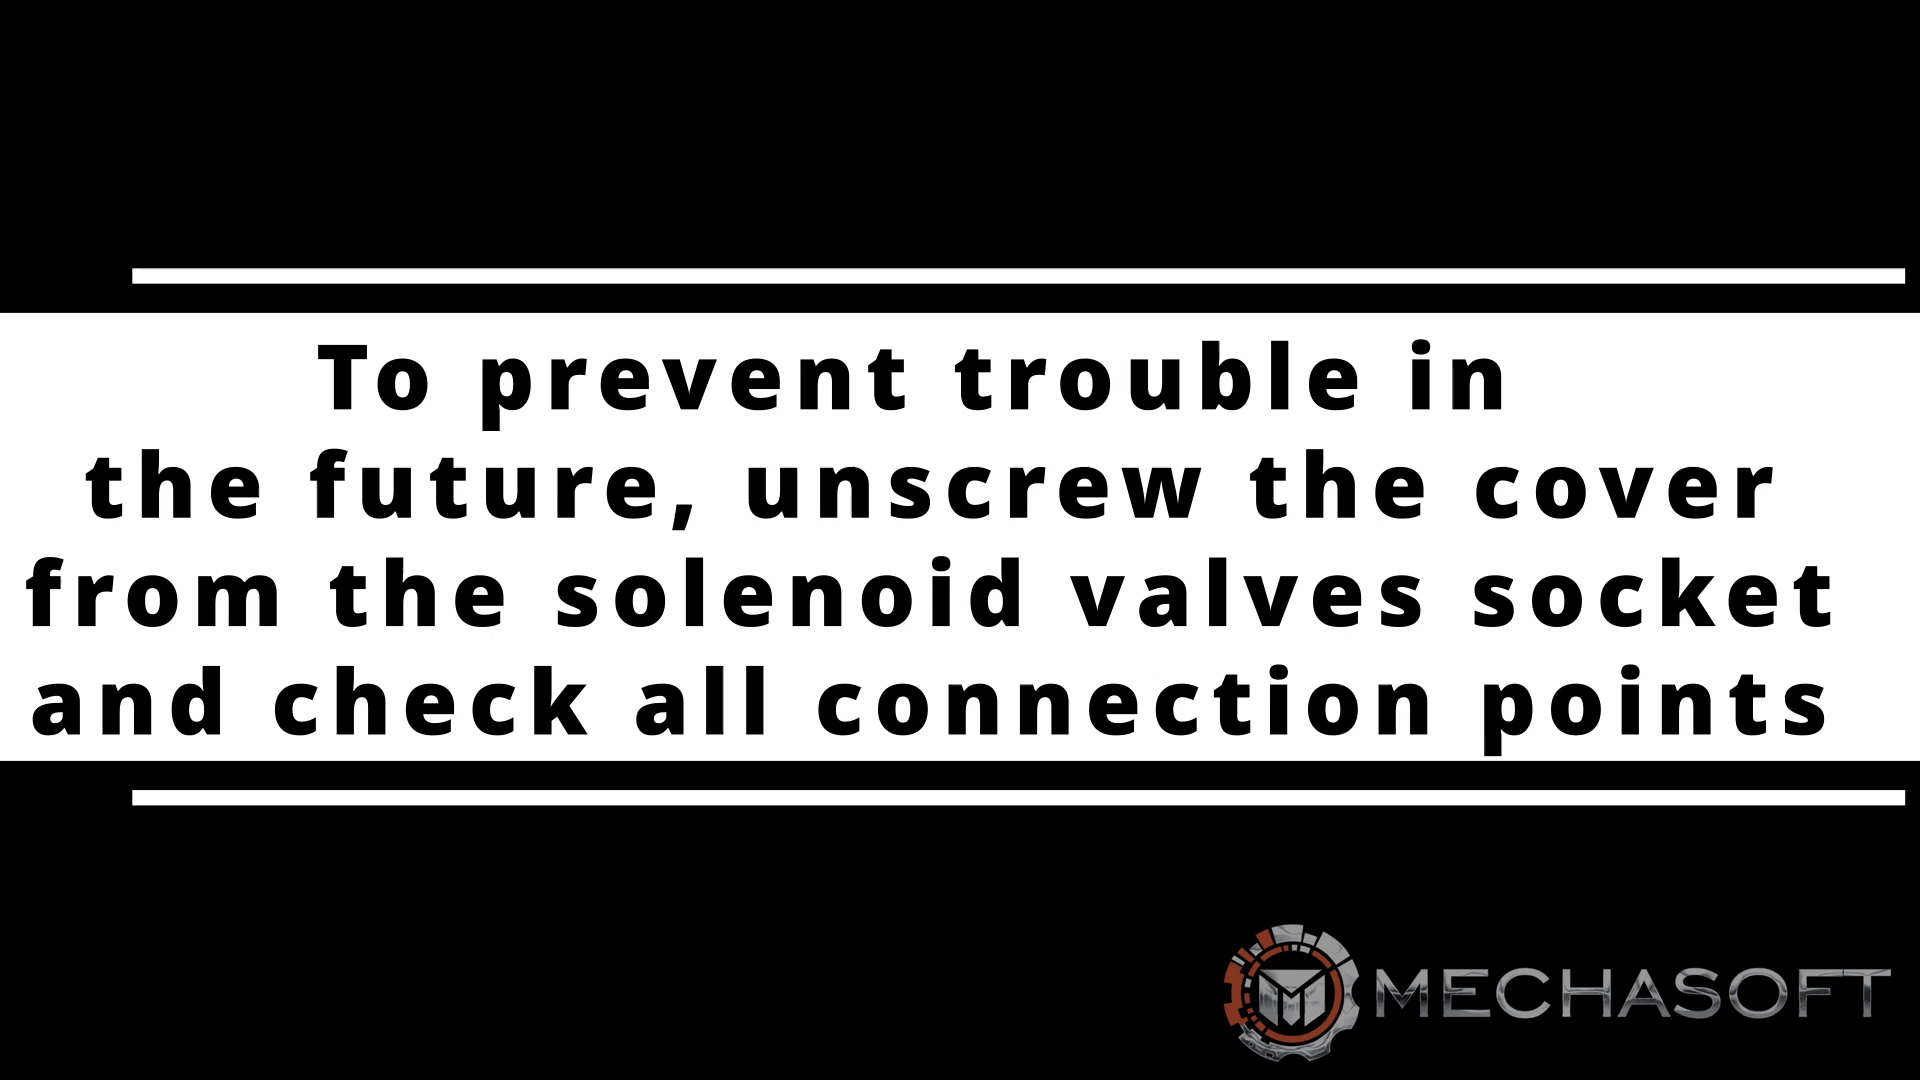 To prevent trouble in
the future, unscrew the cover
from the solenoid valves socket
and check all connection points
MECHASOFT